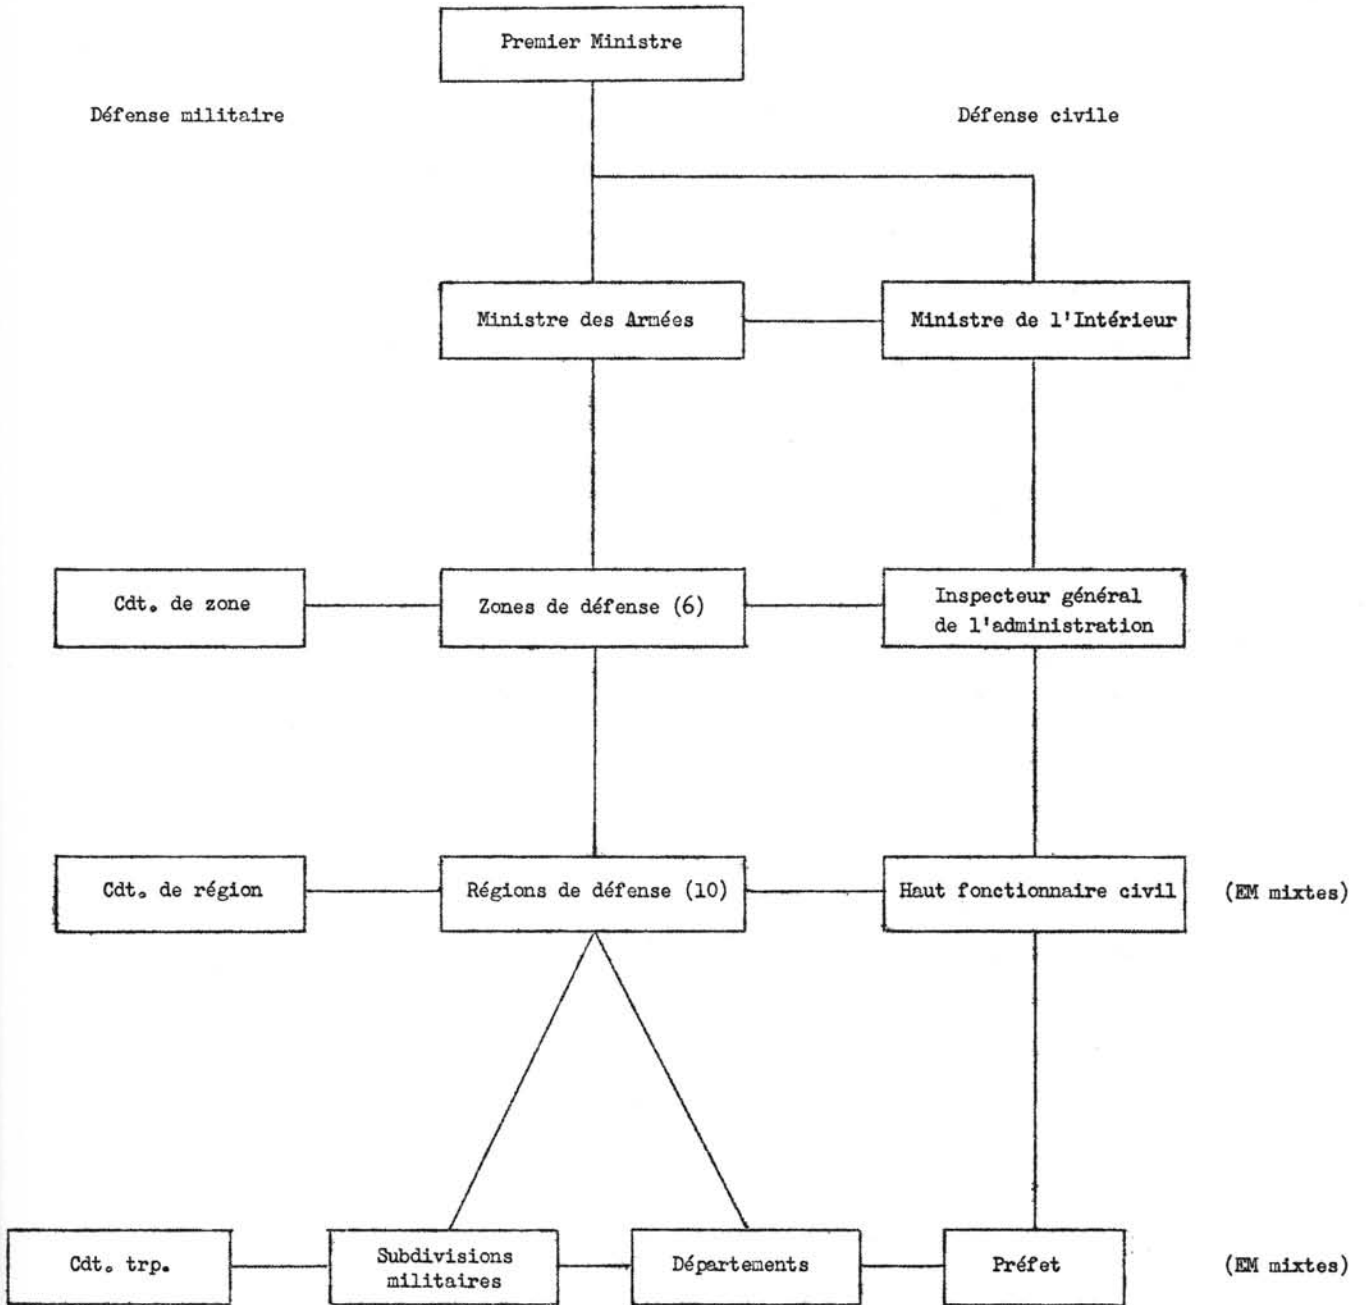 Premier Ministre
Défense militaire
Défense civile
Ministre des Armées
Ministre de l'Intérieur
Cdt. de zone
Zones de défense (6)
Inspecteur général
de l'administration
Cdt. de région
Régions de défense (10)
Haut fonctionnaire civil
(EM mixtes)
Cdt. trp.
Subdivisions
militaires
Départements
Préfet
(EM mixtes)